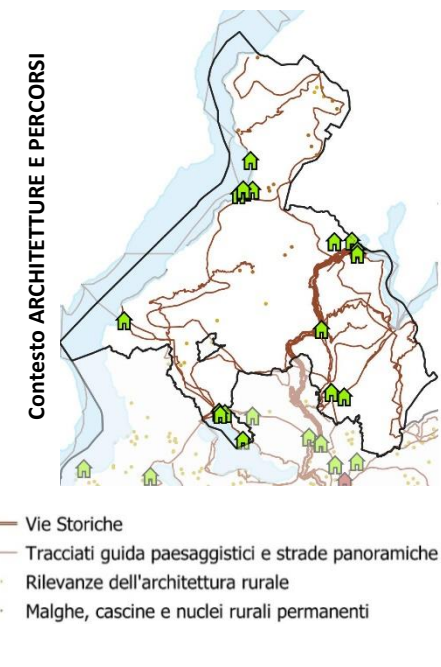 Contesto ARCHITETTURE E PERCORSI
Vie Storiche
Tracciati guida paesaggistici e strade panoramiche
Rilevanze dell'architettura rurale
Malghe, cascine e nuclei rurali permanenti